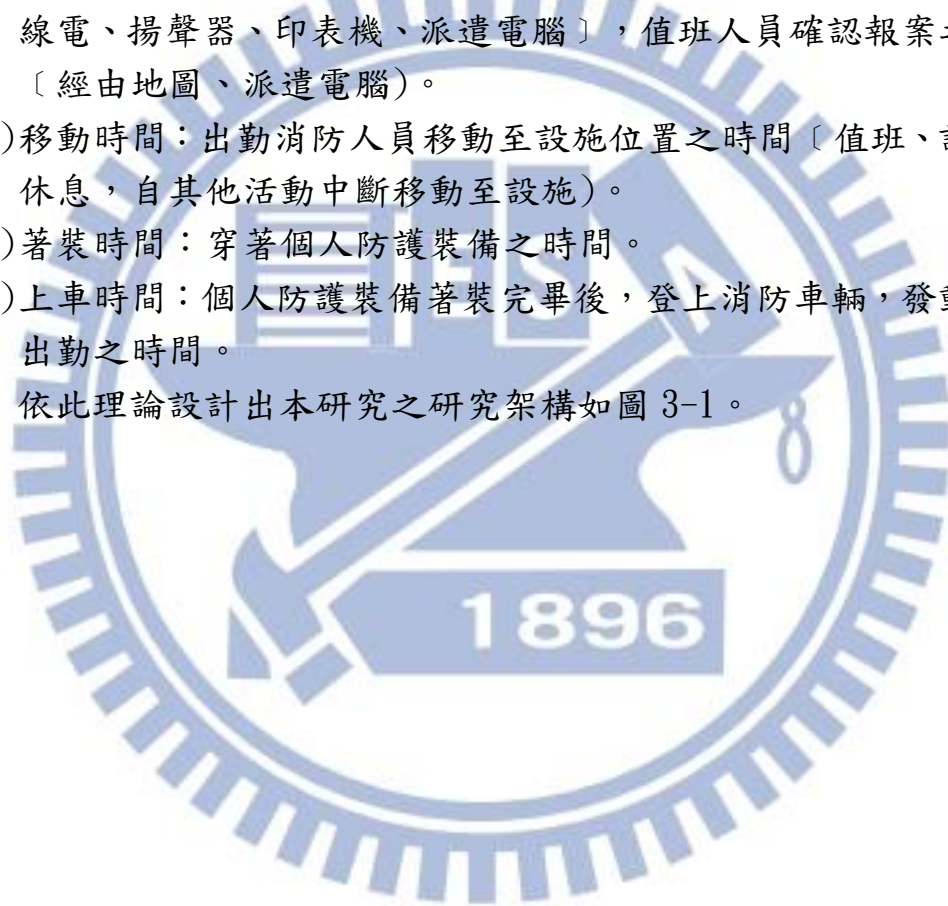 線電、揚聲器、印表機、派遣電腦〕，值班人員確認報案
〔經由地圖、派遣電腦)。
)移動時間：出勤消防人員移動至設施位置之時間〔值班、
休息，自其他活動中斷移動至設施)。
)著裝時間：穿著個人防護裝備之時間。
)上車時間：個人防護裝備著裝完畢後，登上消防車輛，發
出勤之時間。
依此理論設計出本研究之研究架構如圖 3-1。
ES
A
1896